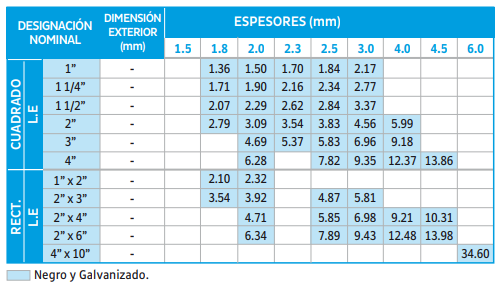 DESIGNACIÓN NOMINAL DIMENSIÓN EXTERIOR (mm) ESPESORES (mm)
1.5 1.8 2.0 2.3 2.5 3.0 4.0 4.5 6.0
CUADRADO L.E
1” - 1.36 1.50 1.70 1.84 2.17
1 1/4” - 1.71 1.90 2.16 2.34 2.77
1 1/2” - 2.07 2.29 2.62 2.84 3.37
2” - 2.79 3.09 3.54 3.83 4.56 5.99
3” - 4.69 5.37 5.83 6.96 9.18
4” - 6.28 7.82 9.35 12.37 13.86
RECT. L.E
1” x 2” - 2.10 2.32
2” x 3” - 3.54 3.92 4.87 5.81
2” x 4” - 4.71 5.85 6.98 9.21 10.31
2” x 6” - 6.34 7.89 9.43 12.48 13.98
4” x 10” - 34.60
Negro y Galvanizado.